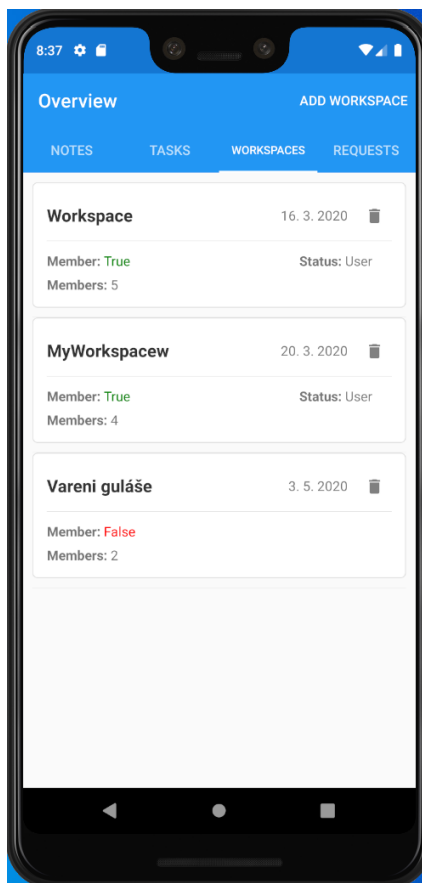 8:37
Overview ADD WORKSPACE
NOTES TASKS WORKSPACES REQUESTS
Workspace 16. 3. 2020
Member: True Status: User
Members: 5
MyWorkspacew 20. 3. 2020
Member: True Status: User
Members: 4
Vareni guláše 3. 5. 2020
Member: False
Members: 2